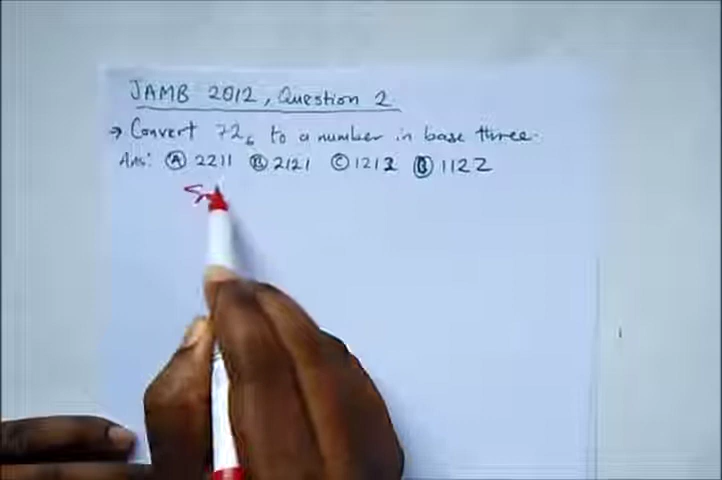 JAMB 2012, Question 2
→ Convert 72₆ to a number in base three.
Ans: Ⓐ 2211 Ⓑ 2121 Ⓒ 1212 Ⓓ 1122